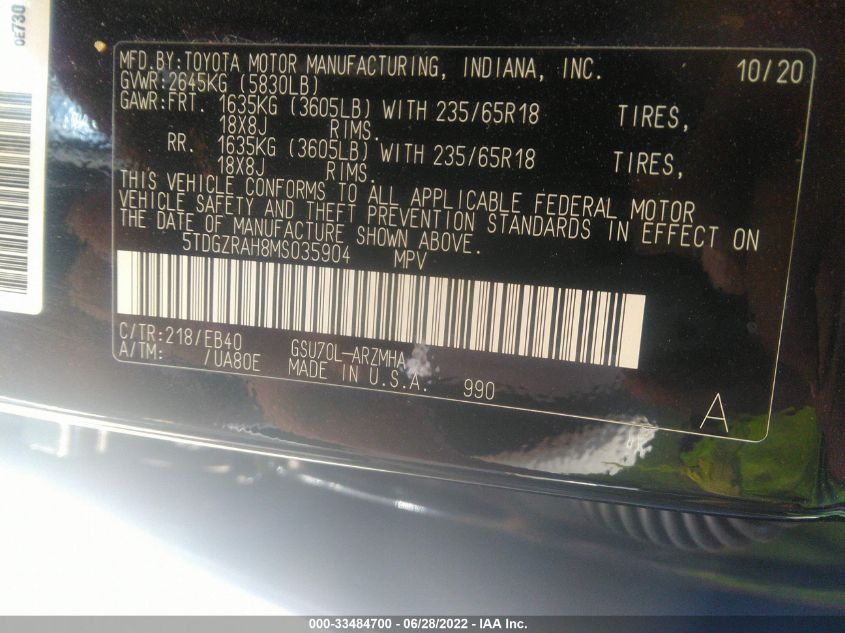 0E730
MFD.BY:TOYOTA MOTOR MANUFACTURING, INDIANA, INC. 10/20
GVWR:2645KG (5830LB)
GAWR:FRT. 1635KG (3605LB) WITH 235/65R18 TIRES,
18X8J RIMS.
RR. 1635KG (3605LB) WITH 235/65R18 TIRES,
18X8J RIMS.
THIS VEHICLE CONFORMS TO ALL APPLICABLE FEDERAL MOTOR
VEHICLE SAFETY AND THEFT PREVENTION STANDARDS IN EFFECT ON
THE DATE OF MANUFACTURE SHOWN ABOVE.
5TDGZRAH8MS035904 MPV
C/TR:218/EB40 GSU70L-ARZMHA
A/TM: /UA80E MADE IN U.S.A. 990
A
000-33484700 - 06/28/2022 - IAA Inc.